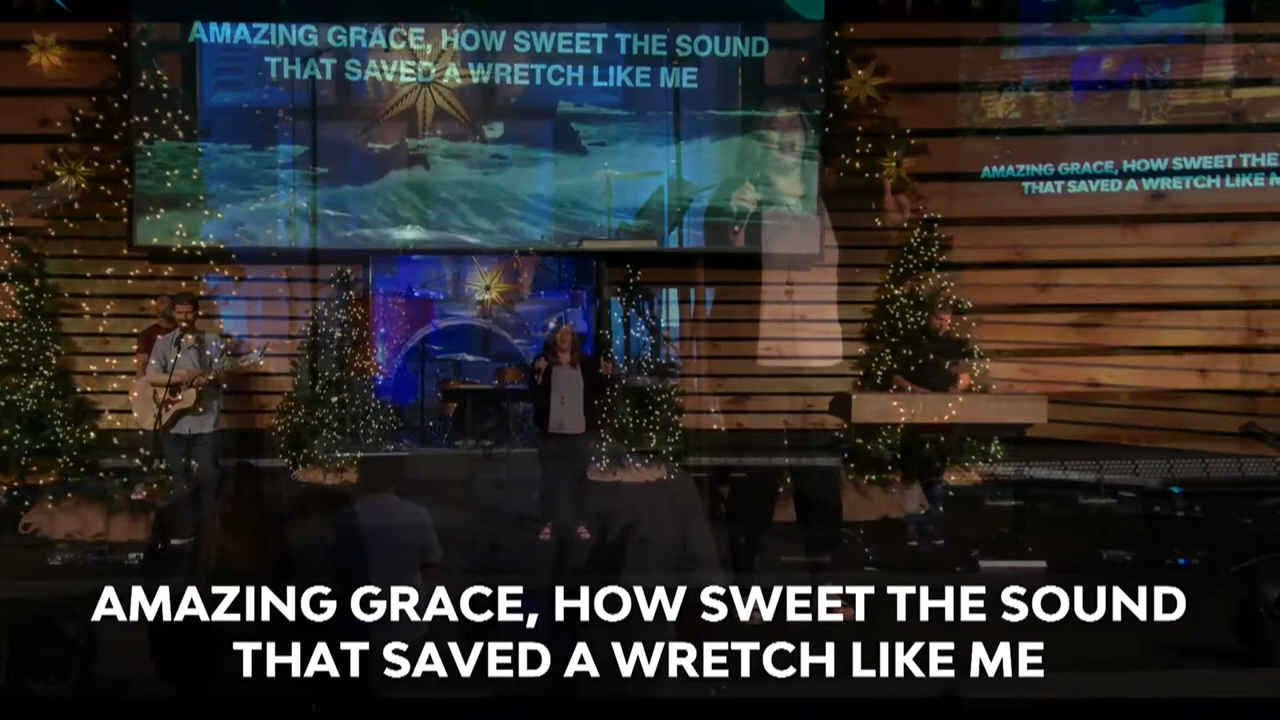 AMAZING GRACE, HOW SWEET THE SOUND
THAT SAVED A WRETCH LIKE ME
AMAZING GRACE, HOW SWEET THE
THAT SAVED A WRETCH LIKE
AMAZING GRACE, HOW SWEET THE SOUND
THAT SAVED A WRETCH LIKE ME